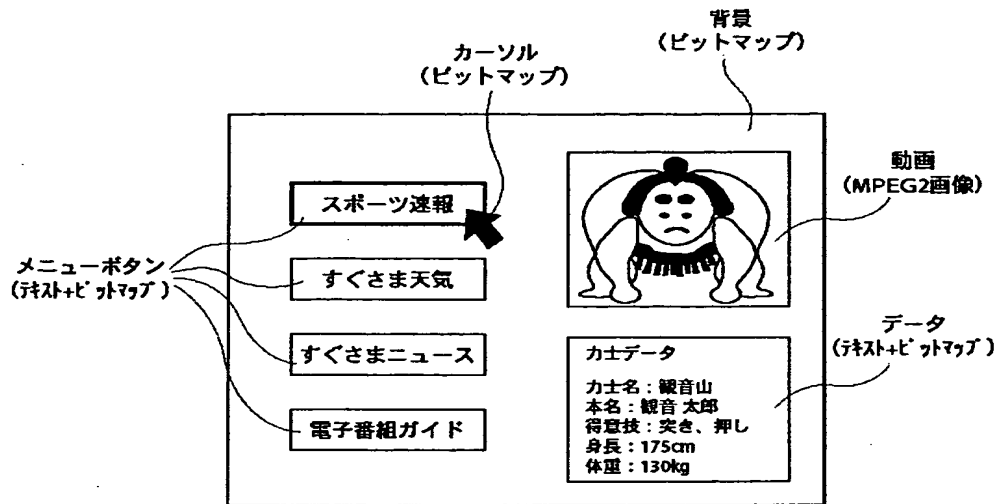 背景
(ビットマップ)
カーソル
(ビットマップ)
動画
(MPEG2画像)
スポーツ速報
メニューボタン
(テキスト+ビットマップ)
すぐさま天気
すぐさまニュース
電子番組ガイド
データ
(テキスト+ビットマップ)
力士データ
力士名:観音山
本名:観音 太郎
得意技:突き、押し
身長:175cm
体重:130kg